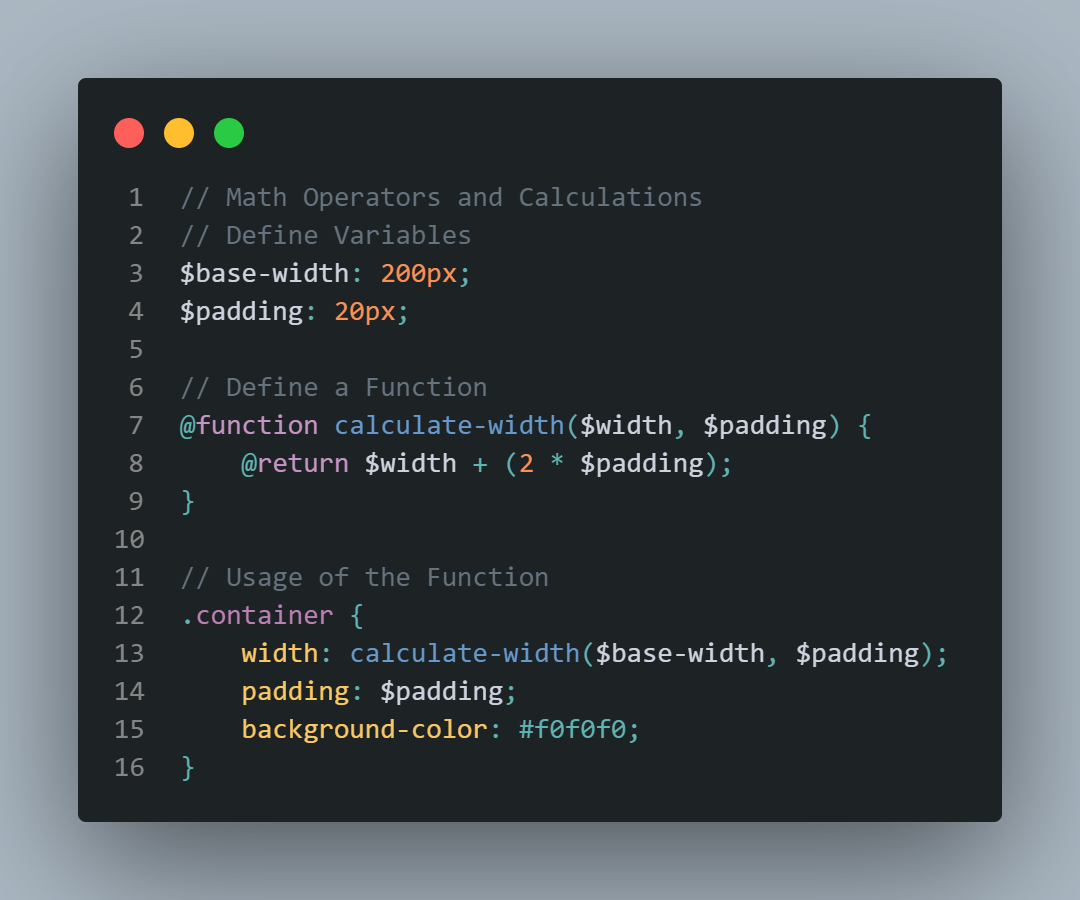 1 // Math Operators and Calculations
2 // Define Variables
3 $base-width: 200px;
4 $padding: 20px;
5
6 // Define a Function
7 @function calculate-width($width, $padding) {
8     @return $width + (2 * $padding);
9 }
10
11 // Usage of the Function
12 .container {
13     width: calculate-width($base-width, $padding);
14     padding: $padding;
15     background-color: #f0f0f0;
16 }